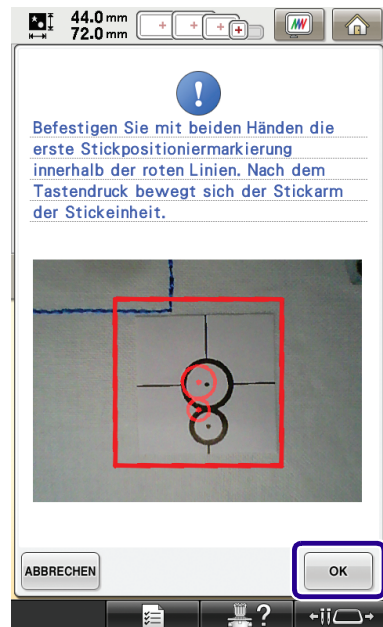 44.0 mm
72.0 mm
Befestigen Sie mit beiden Händen die
erste Stickpositioniermarkierung
innerhalb der roten Linien. Nach dem
Tastendruck bewegt sich der Stickarm
der Stickeinheit.
ABBRECHEN
OK
?